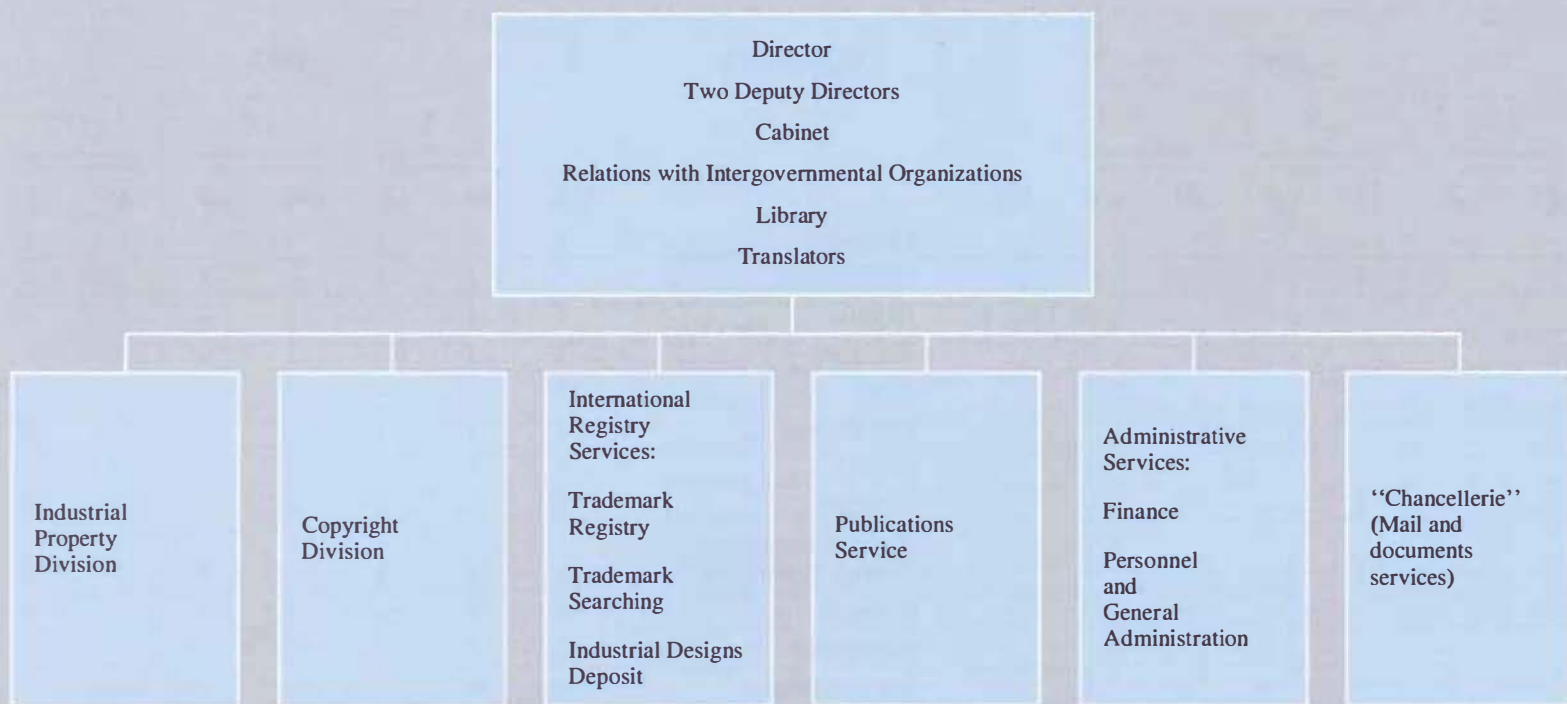 Director
Two Deputy Directors
Cabinet
Relations with Intergovernmental Organizations
Library
Translators
Industrial
Property
Division
Copyright
Division
International
Registry
Services:
Trademark
Registry
Trademark
Searching
Industrial Designs
Deposit
Publications
Service
Administrative
Services:
Finance
Personnel
and
General
Administration
‘‘Chancellerie’’
(Mail and
documents
services)